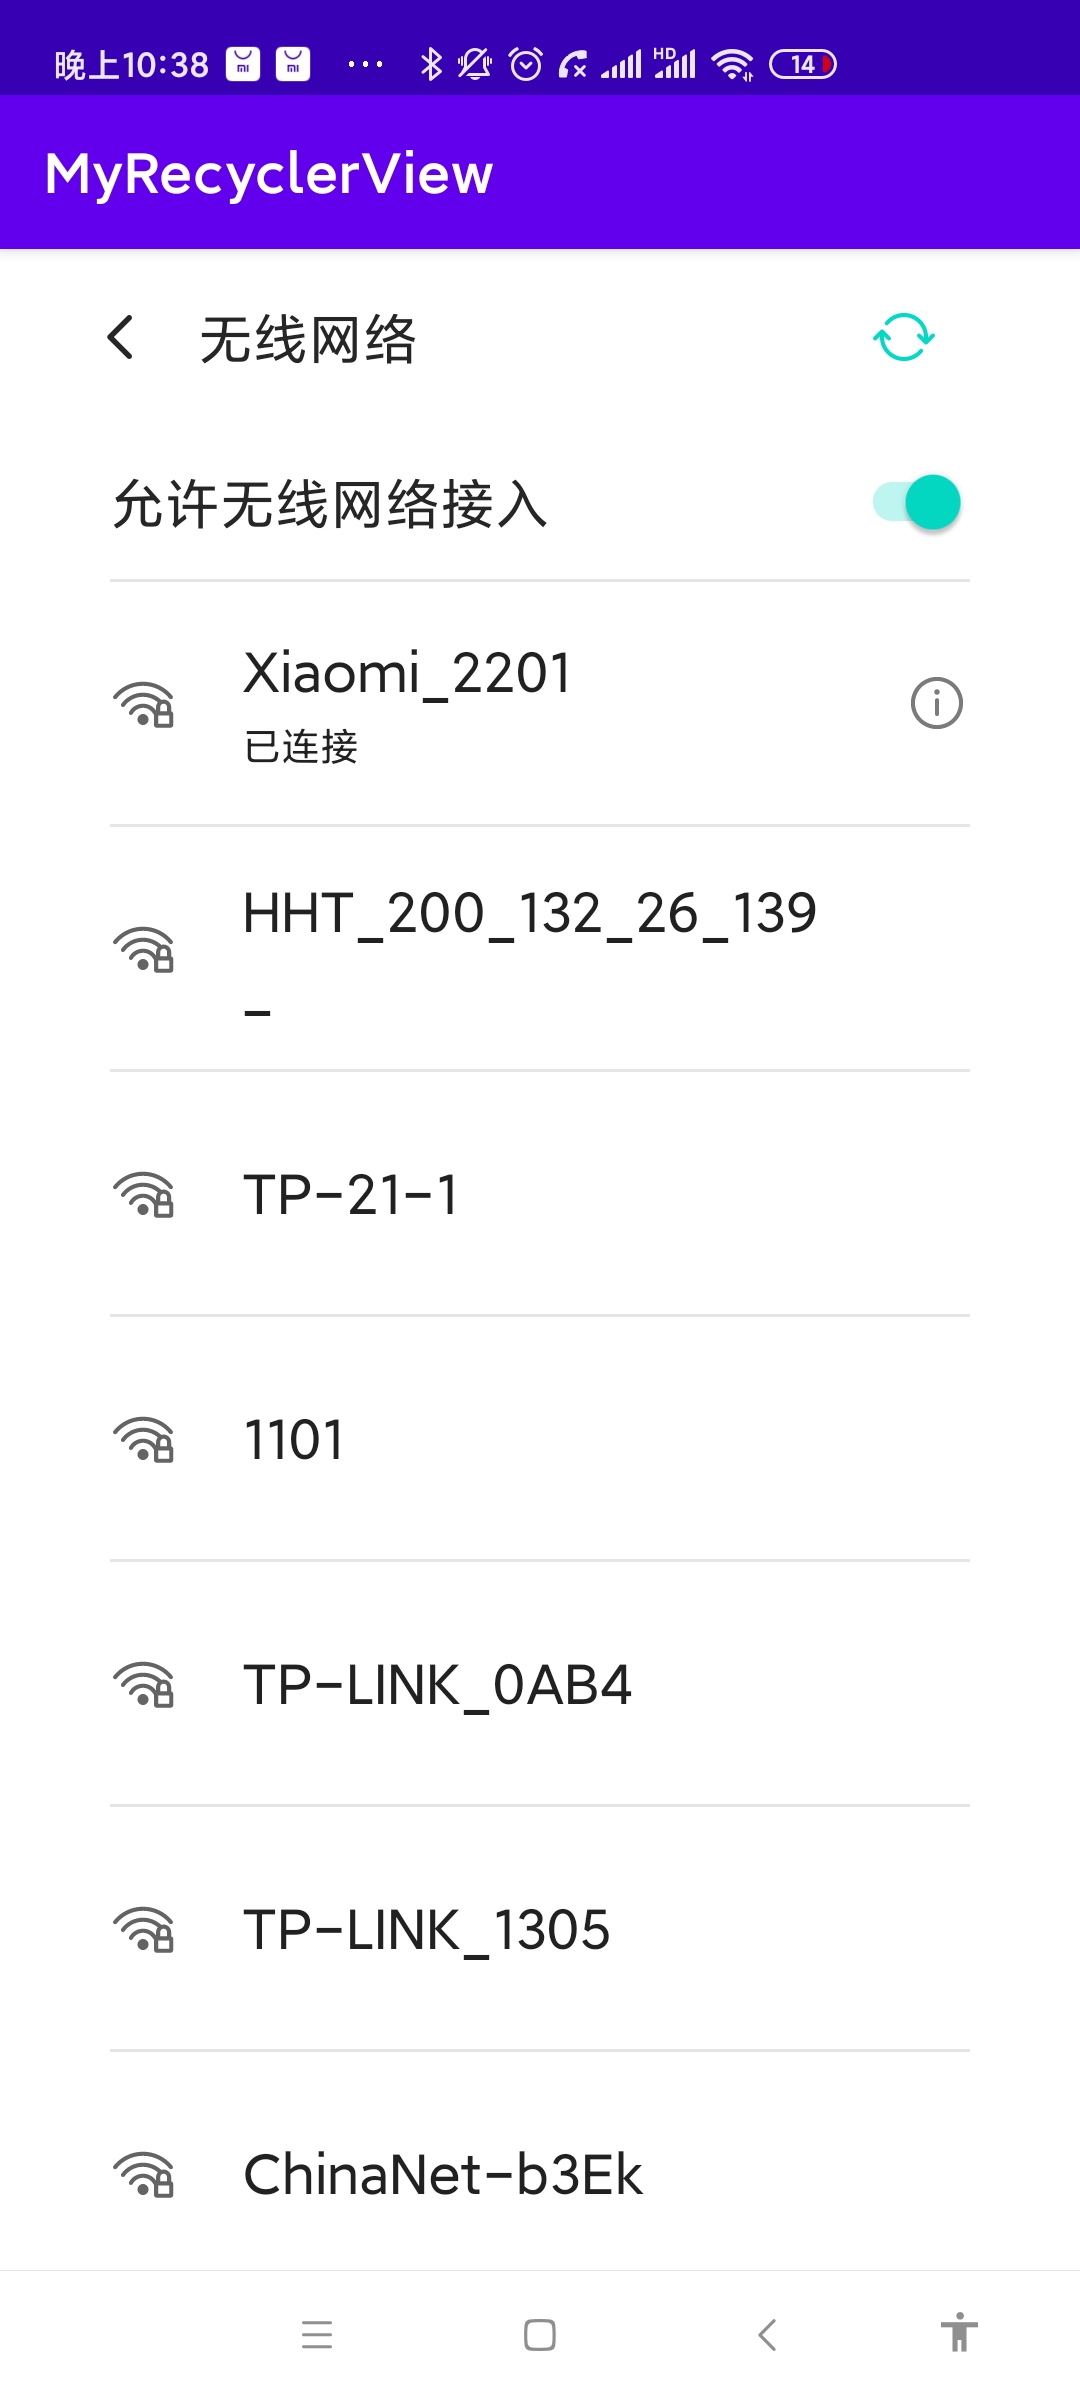 晚上10:38
HD
14
MyRecyclerView
无线网络
允许无线网络接入
Xiaomi_2201
已连接
HHT_200_132_26_139
_
TP-21-1
1101
TP-LINK_0AB4
TP-LINK_1305
ChinaNet-b3Ek